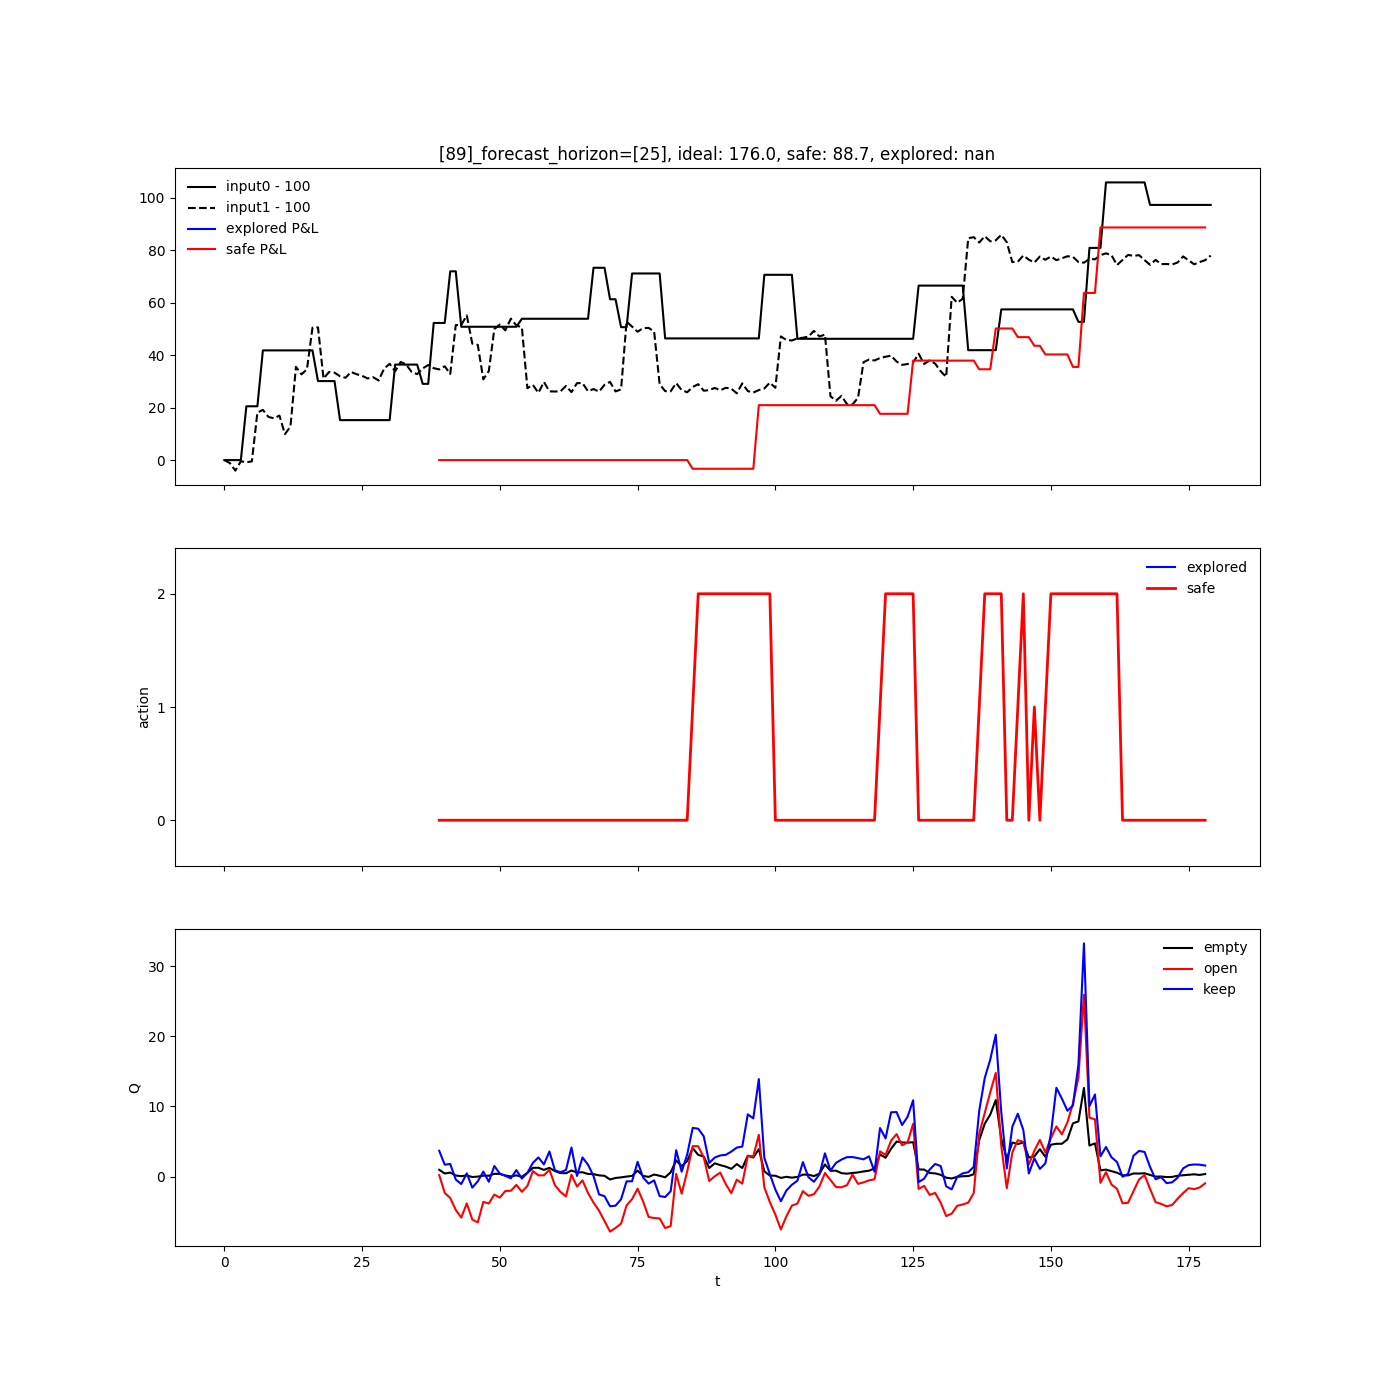 [89]_forecast_horizon=[25], ideal: 176.0, safe: 88.7, explored: nan
input0 - 100
input1 - 100
explored P&L
safe P&L
100
80
60
40
20
0
explored
safe
2
1
0
action
empty
open
keep
30
20
10
0
Q
0 25 50 75 100 125 150 175
t